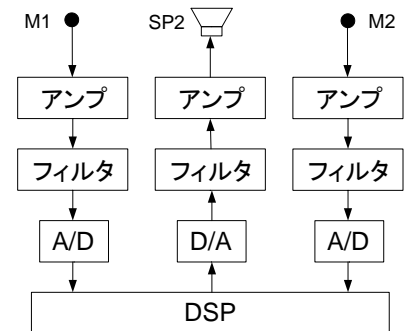 M1 SP2 M2
アンプ アンプ アンプ
フィルタ フィルタ フィルタ
A/D D/A A/D
DSP